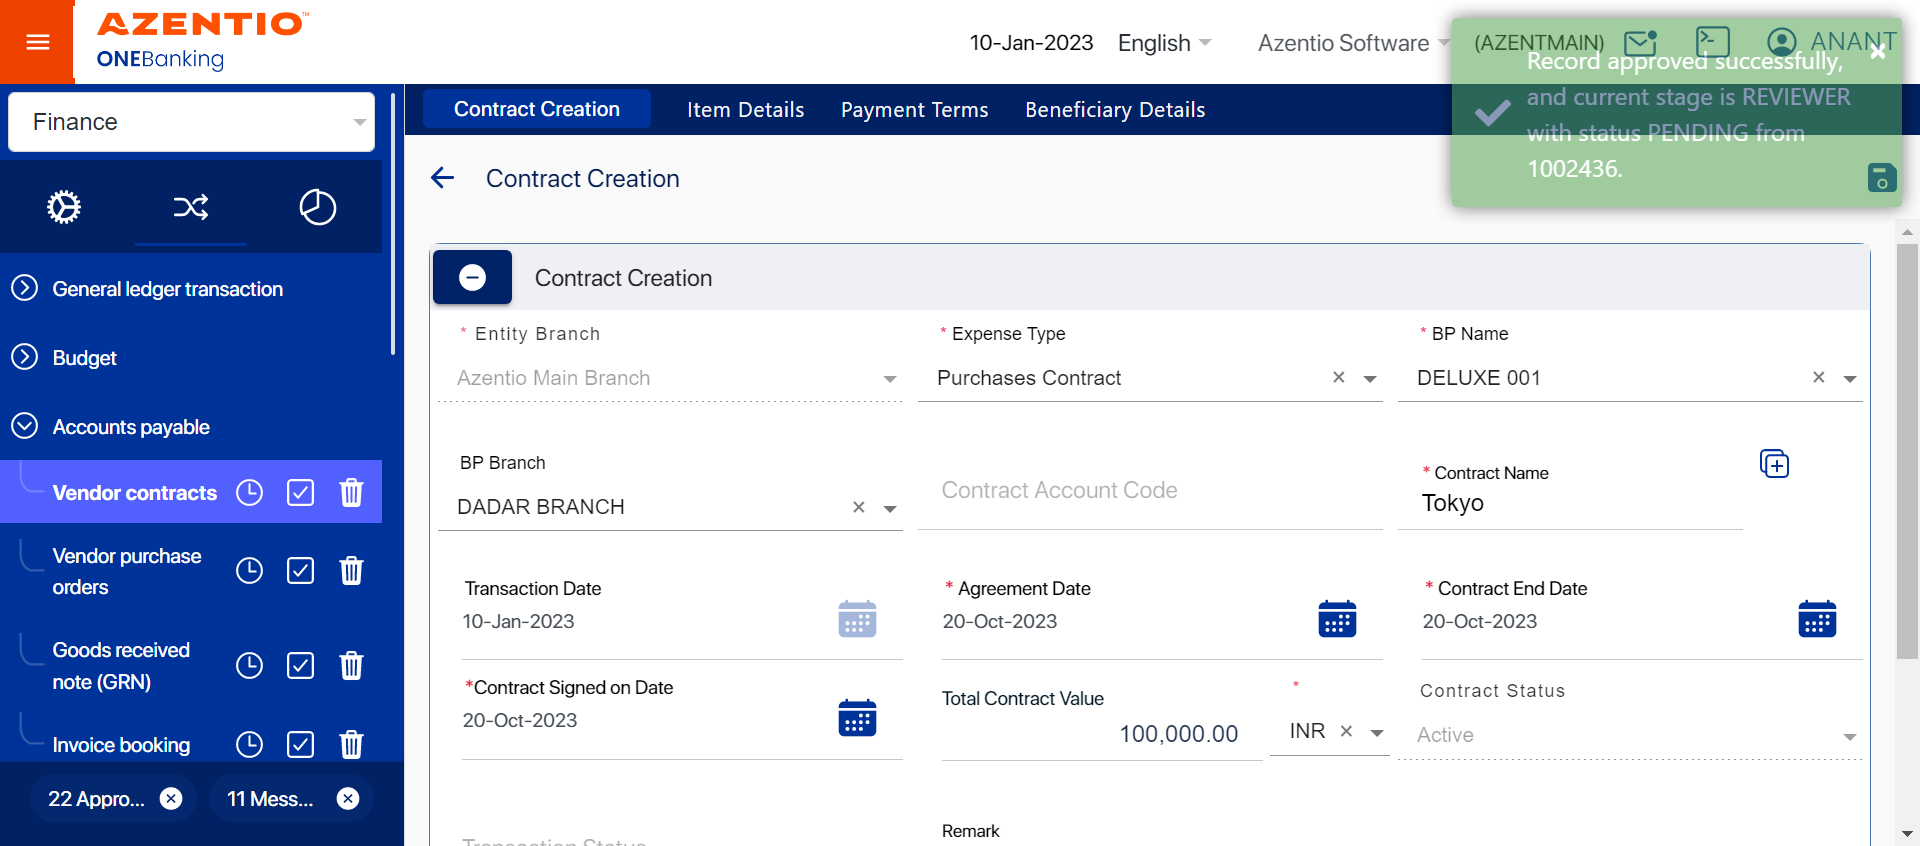 AZENTIO™
ONEBanking
10-Jan-2023
English
Azentio Software
(AZENTMAIN)
ANANT
Record approved successfully,
and current stage is REVIEWER
with status PENDING from
1002436.
Finance
Contract Creation
Item Details
Payment Terms
Beneficiary Details
Contract Creation
General ledger transaction
Budget
Accounts payable
Vendor contracts
Vendor purchase
orders
Goods received
note (GRN)
Invoice booking
22 Appro...
11 Mess...
Contract Creation
* Entity Branch
Azentio Main Branch
* Expense Type
Purchases Contract
* BP Name
DELUXE 001
BP Branch
DADAR BRANCH
Contract Account Code
* Contract Name
Tokyo
Transaction Date
10-Jan-2023
* Agreement Date
20-Oct-2023
* Contract End Date
20-Oct-2023
*Contract Signed on Date
20-Oct-2023
Total Contract Value
100,000.00
*
INR
Contract Status
Active
Transaction Status
Remark